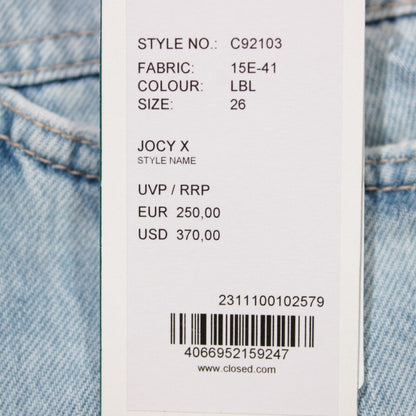 STYLE NO.: C92103
FABRIC: 15E-41
COLOUR: LBL
SIZE: 26
JOCY X
STYLE NAME
UVP / RRP
EUR 250,00
USD 370,00
2311100102579
4066952159247
www.closed.com